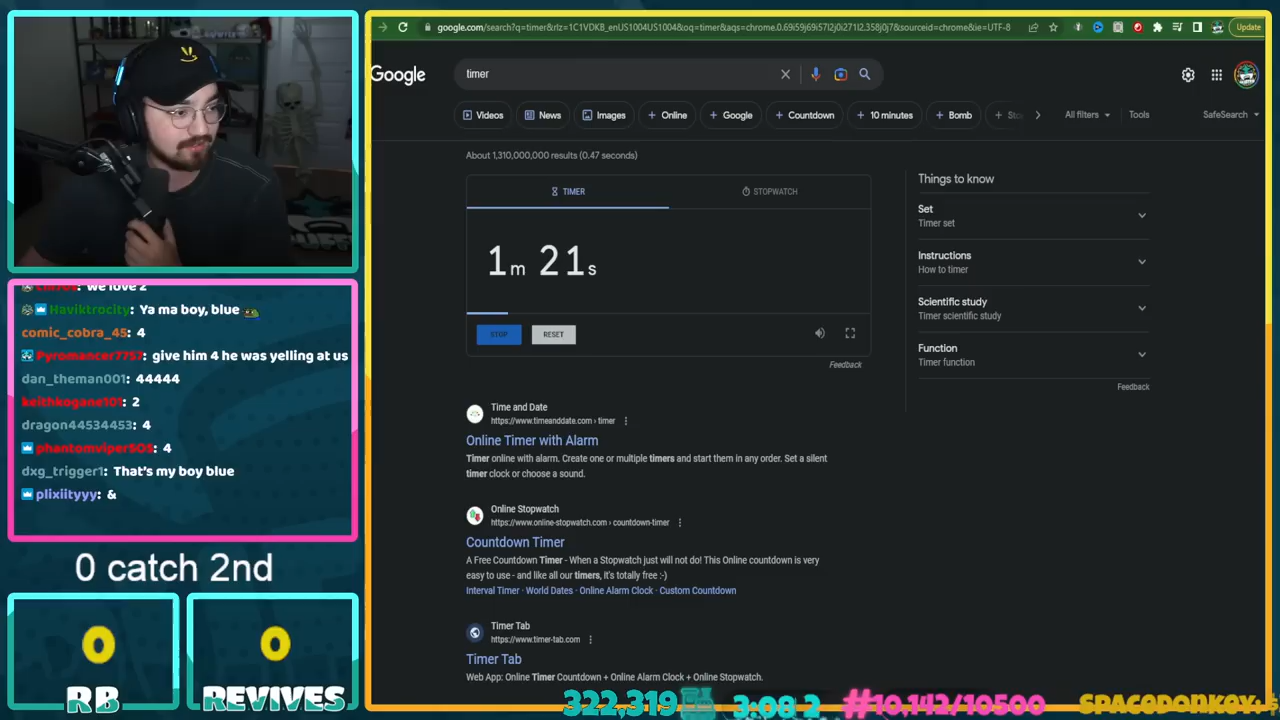 google.com/search?q=timer&rlz=1C1VDKB_enUS1004US1004&oq=timer&aqs=chrome.0.69i59j69i57l2j0i271l2.358j0j7&sourceid=chrome&ie=UTF-8
Update
Google
timer
Videos
News
Images
+ Online
+ Google
+ Countdown
+ 10 minutes
+ Bomb
All filters
Tools
SafeSearch
About 1,310,000,000 results (0.47 seconds)
TIMER
STOPWATCH
1m 21s
STOP
RESET
Feedback
Things to know
Set
Timer set
Instructions
How to timer
Scientific study
Timer scientific study
Function
Timer function
Feedback
Time and Date
https://www.timeanddate.com › timer
Online Timer with Alarm
Timer online with alarm. Create one or multiple timers and start them in any order. Set a silent
timer clock or choose a sound.
Online Stopwatch
https://www.online-stopwatch.com › countdown-timer
Countdown Timer
A Free Countdown Timer - When a Stopwatch just will not do! This Online countdown is very
easy to use - and like all our timers, it's totally free :-)
Interval Timer · World Dates · Online Alarm Clock · Custom Countdown
Timer Tab
https://www.timer-tab.com
Timer Tab
Web App: Online Timer Countdown + Online Alarm Clock + Online Stopwatch.
we love 2
Haviktrocity: Ya ma boy, blue
comic_cobra_45: 4
Pyromancer7757: give him 4 he was yelling at us
dan_theman001: 44444
keithkogane101: 2
dragon44534453: 4
phantomviper505: 4
dxg_trigger1: That's my boy blue
plixiityyy: &
0 catch 2nd
0
RB
0
REVIVES
322,319
3:08 2
#10,142/10500
SPACEDONKEY: